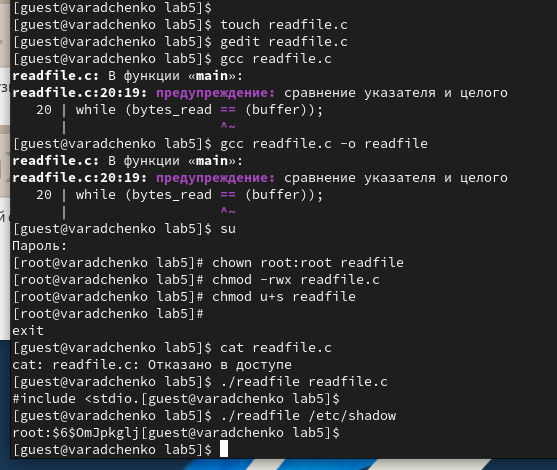 [guest@varadchenko lab5]$
[guest@varadchenko lab5]$ touch readfile.c
[guest@varadchenko lab5]$ gedit readfile.c
[guest@varadchenko lab5]$ gcc readfile.c
readfile.c: В функции «main»:
readfile.c:20:19: предупреждение: сравнение указателя и целого
   20 | while (bytes_read == (buffer));
      |                   ^~
[guest@varadchenko lab5]$ gcc readfile.c -o readfile
readfile.c: В функции «main»:
readfile.c:20:19: предупреждение: сравнение указателя и целого
   20 | while (bytes_read == (buffer));
      |                   ^~
[guest@varadchenko lab5]$ su
Пароль:
[root@varadchenko lab5]# chown root:root readfile
[root@varadchenko lab5]# chmod -rwx readfile.c
[root@varadchenko lab5]# chmod u+s readfile
[root@varadchenko lab5]#
exit
[guest@varadchenko lab5]$ cat readfile.c
cat: readfile.c: Отказано в доступе
[guest@varadchenko lab5]$ ./readfile readfile.c
#include <stdio.[guest@varadchenko lab5]$
[guest@varadchenko lab5]$ ./readfile /etc/shadow
root:$6$OmJpkglj[guest@varadchenko lab5]$
[guest@varadchenko lab5]$